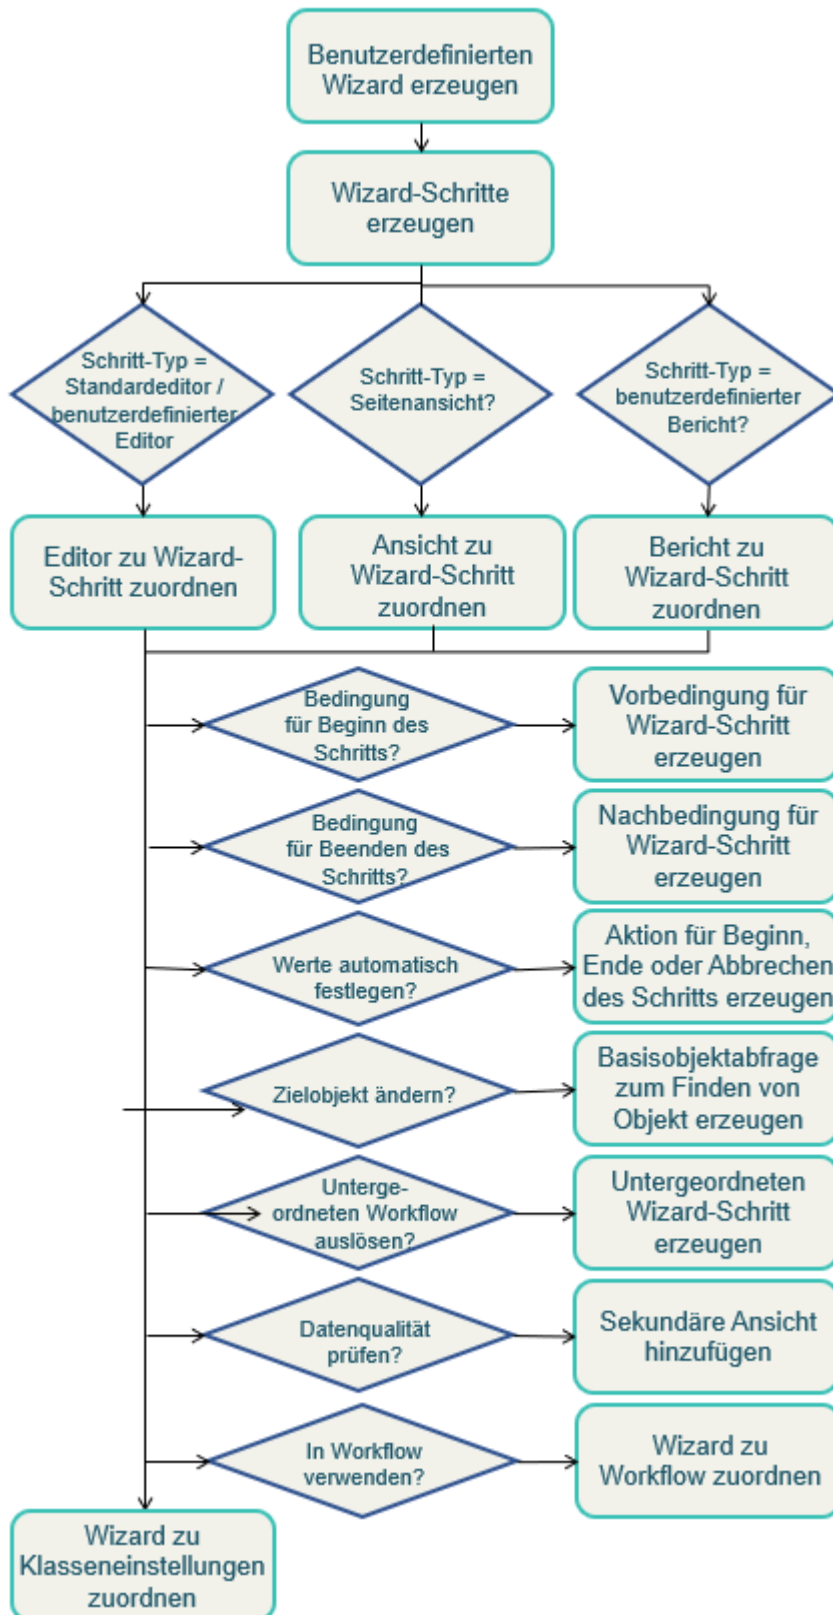 Benutzerdefinierten
Wizard erzeugen
Wizard-Schritte
erzeugen
Schritt-Typ =
Standardeditor /
benutzerdefinierter
Editor
Schritt-Typ =
Seitenansicht?
Schritt-Typ =
benutzerdefinierter
Bericht?
Editor zu Wizard-
Schritt zuordnen
Ansicht zu
Wizard-Schritt
zuordnen
Bericht zu
Wizard-Schritt
zuordnen
Bedingung
für Beginn des
Schritts?
Vorbedingung für
Wizard-Schritt
erzeugen
Bedingung
für Beenden des
Schritts?
Nachbedingung für
Wizard-Schritt
erzeugen
Werte automatisch
festlegen?
Aktion für Beginn,
Ende oder Abbrechen
des Schritts erzeugen
Zielobjekt ändern?
Basisobjektabfrage
zum Finden von
Objekt erzeugen
Unterge-
ordneten Workflow
auslösen?
Untergeordneten
Wizard-Schritt
erzeugen
Datenqualität
prüfen?
Sekundäre Ansicht
hinzufügen
In Workflow
verwenden?
Wizard zu
Workflow zuordnen
Wizard zu
Klasseneinstellungen
zuordnen